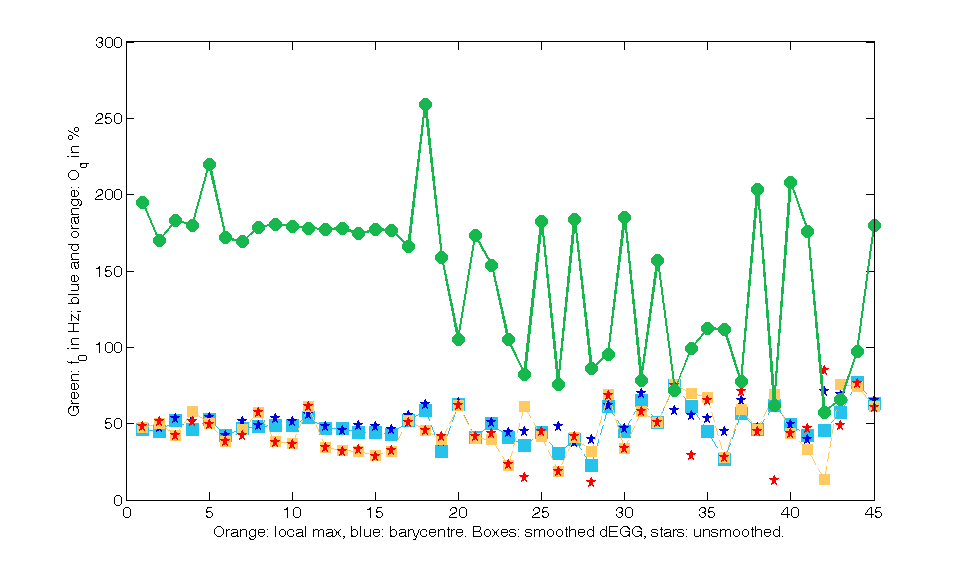 300
250
200
150
100
50
0
Green: f0 in Hz; blue and orange: Oq in %
0 5 10 15 20 25 30 35 40 45
Orange: local max, blue: barycentre. Boxes: smoothed dEGG, stars: unsmoothed.